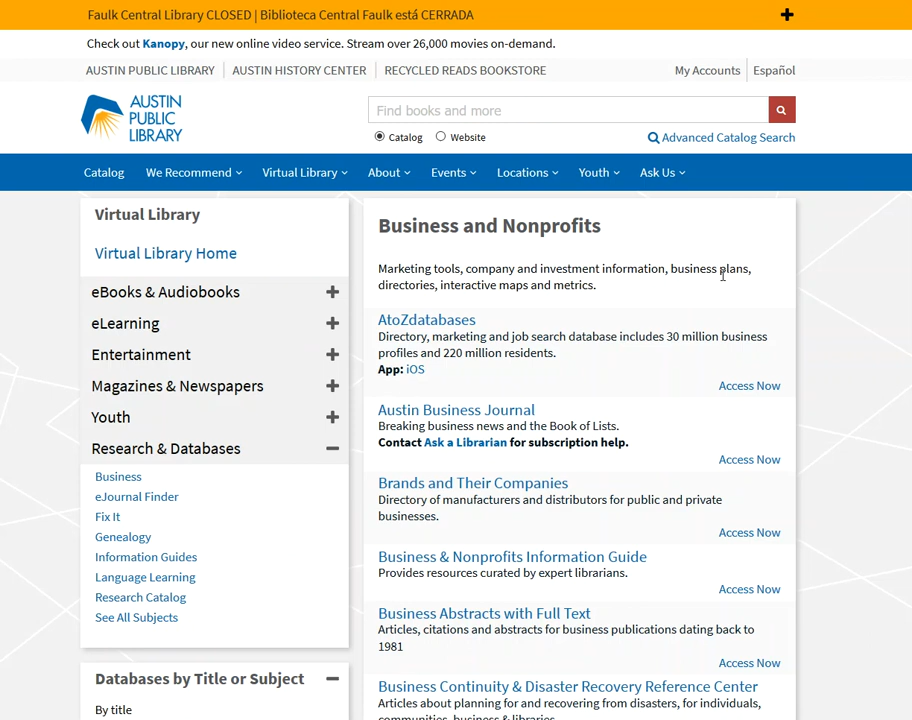 Faulk Central Library CLOSED | Biblioteca Central Faulk está CERRADA
Check out Kanopy, our new online video service. Stream over 26,000 movies on-demand.
AUSTIN PUBLIC LIBRARY
AUSTIN HISTORY CENTER
RECYCLED READS BOOKSTORE
My Accounts
Español
AUSTIN
PUBLIC
LIBRARY
Find books and more
Catalog
Website
Advanced Catalog Search
Catalog
We Recommend
Virtual Library
About
Events
Locations
Youth
Ask Us
Virtual Library
Virtual Library Home
eBooks & Audiobooks
eLearning
Entertainment
Magazines & Newspapers
Youth
Research & Databases
Business
eJournal Finder
Fix It
Genealogy
Information Guides
Language Learning
Research Catalog
See All Subjects
Databases by Title or Subject
By title
Business and Nonprofits
Marketing tools, company and investment information, business plans,
directories, interactive maps and metrics.
AtoZdatabases
Directory, marketing and job search database includes 30 million business
profiles and 220 million residents.
App: iOS
Access Now
Austin Business Journal
Breaking business news and the Book of Lists.
Contact Ask a Librarian for subscription help.
Access Now
Brands and Their Companies
Directory of manufacturers and distributors for public and private
businesses.
Access Now
Business & Nonprofits Information Guide
Provides resources curated by expert librarians.
Access Now
Business Abstracts with Full Text
Articles, citations and abstracts for business publications dating back to
1981
Access Now
Business Continuity & Disaster Recovery Reference Center
Articles about planning for and recovering from disasters, for individuals,
communities, business & libraries.